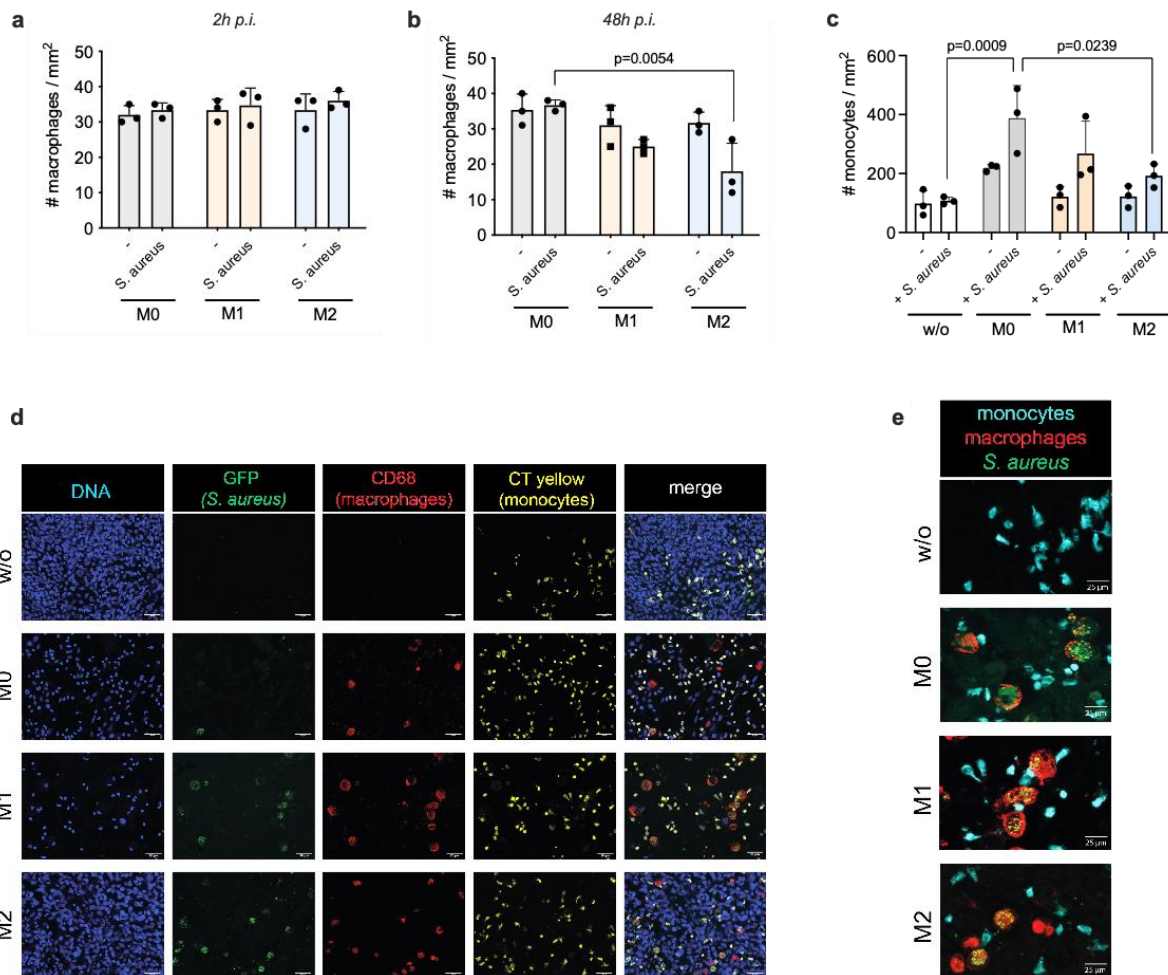 a
2h p.i.
# macrophages / mm²
50
40
30
20
10
0
- S. aureus - S. aureus - S. aureus
M0 M1 M2
b
48h p.i.
p=0.0054
# macrophages / mm²
50
40
30
20
10
0
- S. aureus - S. aureus - S. aureus
M0 M1 M2
c
p=0.0009 p=0.0239
# monocytes / mm²
600
400
200
0
- + S. aureus - + S. aureus - + S. aureus - + S. aureus
w/o M0 M1 M2
d
DNA
GFP
(S. aureus)
CD68
(macrophages)
CT yellow
(monocytes)
merge
w/o
M0
M1
M2
e
monocytes
macrophages
S. aureus
w/o
25 µm
M0
25 µm
M1
25 µm
M2
25 µm